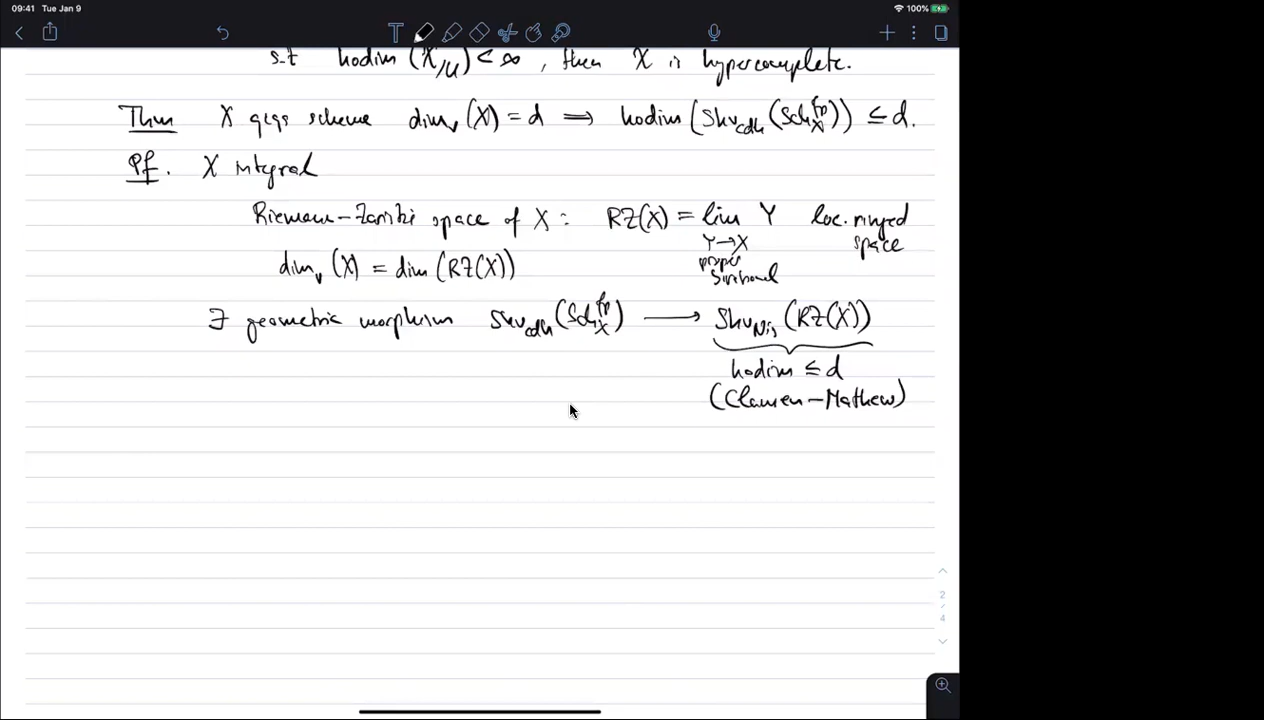 09:41 Tue Jan 9
100%
s.t hodim (X/U) < ∞, then X is hypercomplete.
Thm X qcqs scheme dim_v(X) = d ⟹ hodim (Shv_cdh(Sch_X^fp)) ≤ d.
Pf. X integral
Riemann-Zariski space of X: RZ(X) = lim Y loc. ringed
Y→X space
proper
birational
dim_v(X) = dim(RZ(X))
∃ geometric morphism Shv_cdh(Sch_X^fp) ⟶ Shv_Nis(RZ(X))
hodim ≤ d
(Clausen-Mathew)
2
/
4